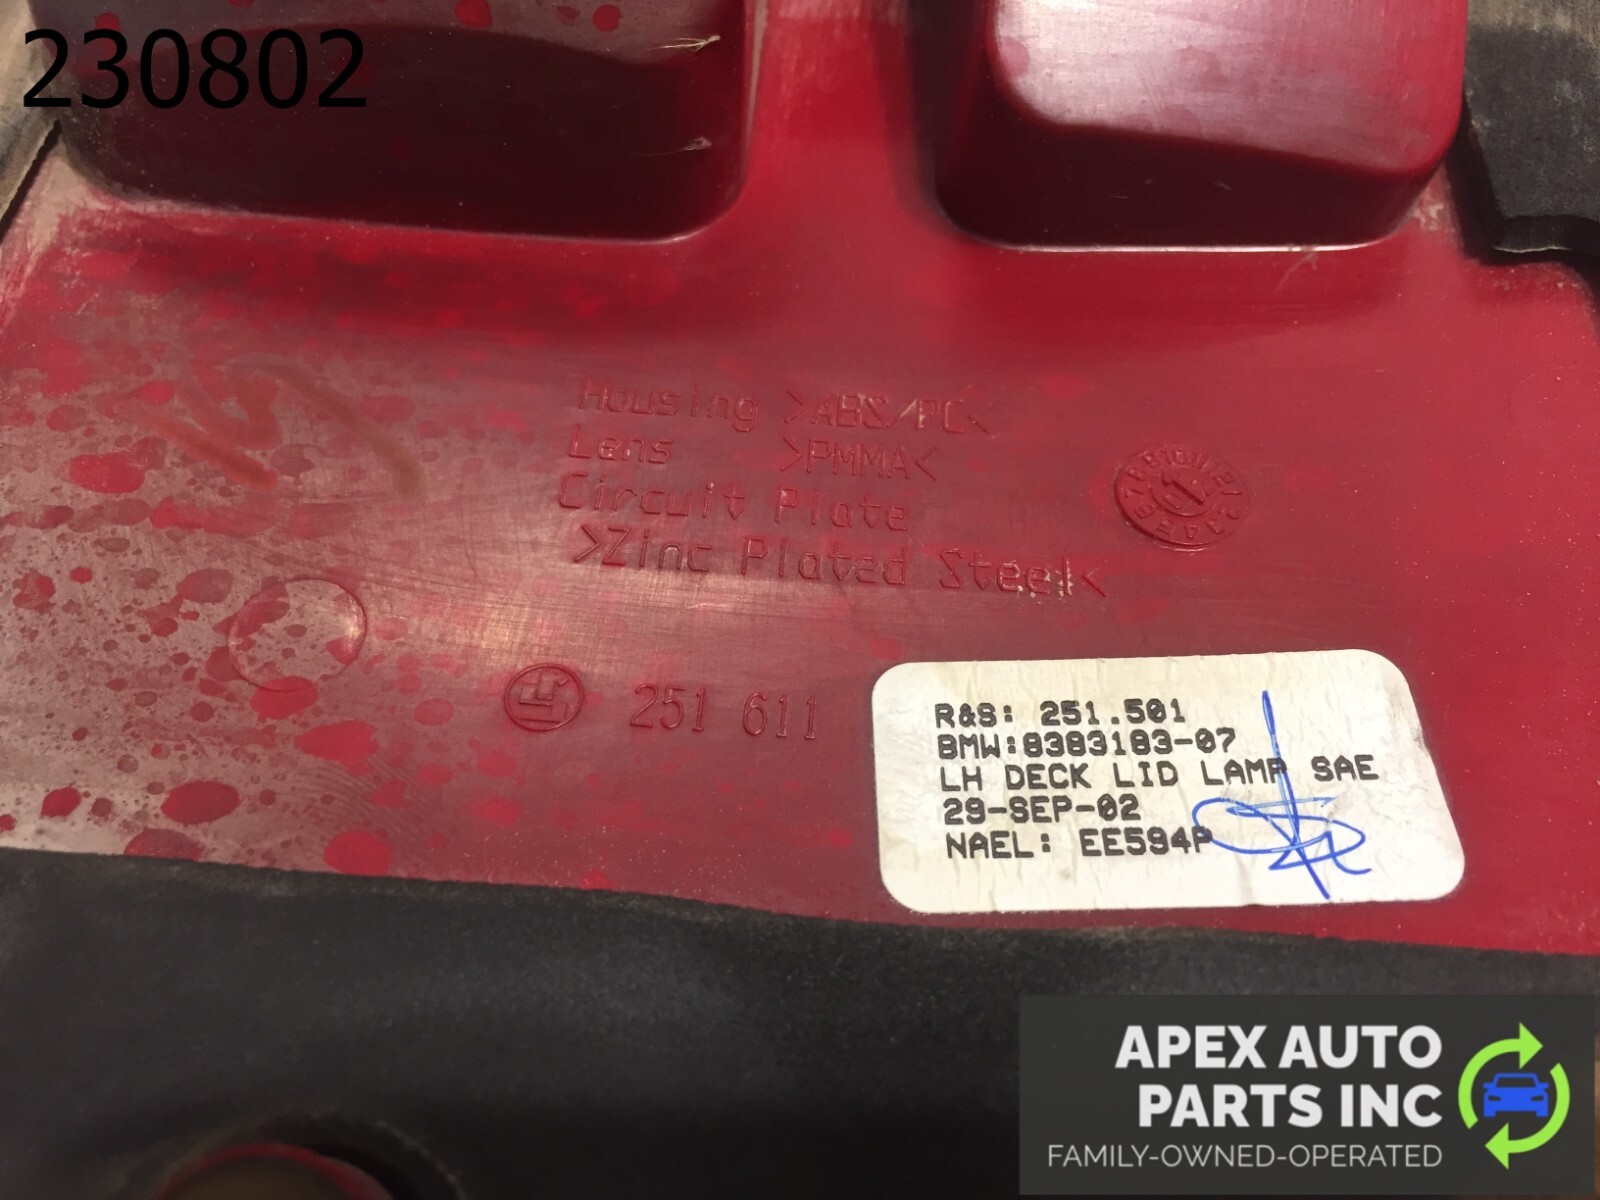 230802
Housing >ABS/PC<
Lens >PMMA<
Circuit Plate
>Zinc Plated Steel<
251 611
R&S: 251.501
BMW:8383183-07
LH DECK LID LAMP SAE
29-SEP-02
NAEL: EE594P
APEX AUTO
PARTS INC
FAMILY-OWNED-OPERATED